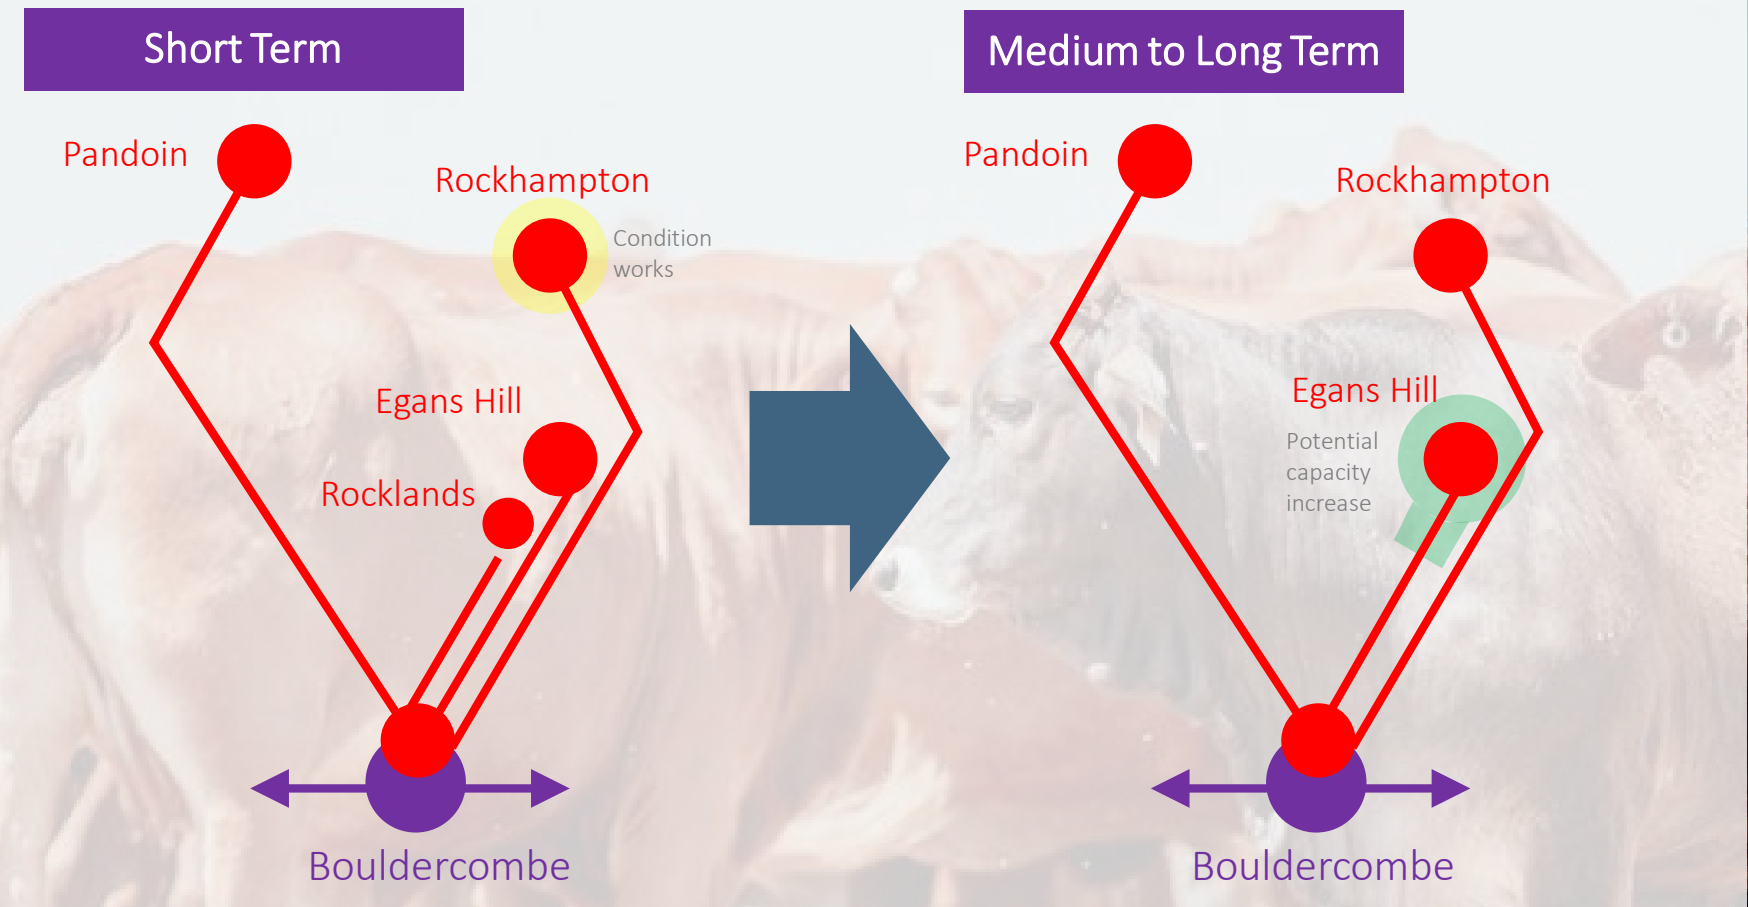 Short Term
Pandoin
Rockhampton
Condition
works
Egans Hill
Rocklands
Bouldercombe
Medium to Long Term
Pandoin
Rockhampton
Egans Hill
Potential
capacity
increase
Bouldercombe